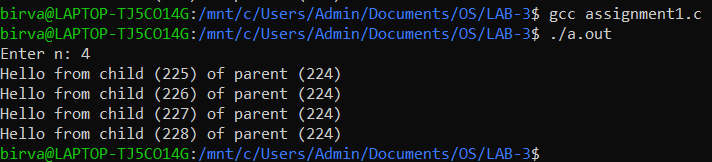 birva@LAPTOP-TJ5CO14G:/mnt/c/Users/Admin/Documents/OS/LAB-3$ gcc assignment1.c
birva@LAPTOP-TJ5CO14G:/mnt/c/Users/Admin/Documents/OS/LAB-3$ ./a.out
Enter n: 4
Hello from child (225) of parent (224)
Hello from child (226) of parent (224)
Hello from child (227) of parent (224)
Hello from child (228) of parent (224)
birva@LAPTOP-TJ5CO14G:/mnt/c/Users/Admin/Documents/OS/LAB-3$